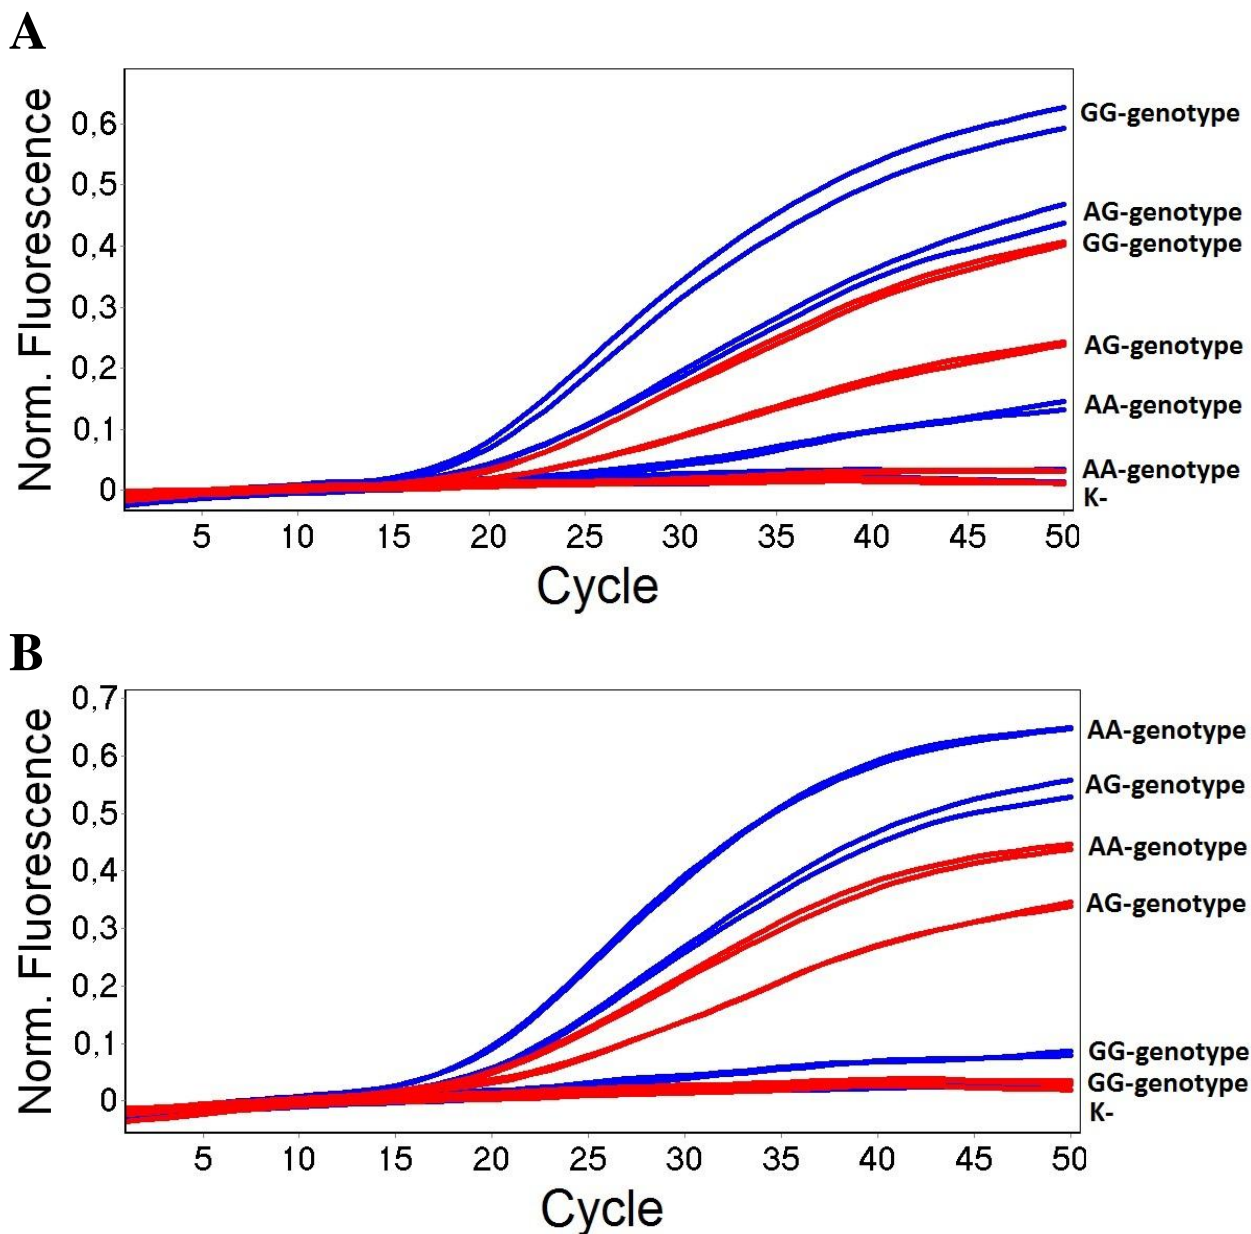 A
Norm. Fluorescence
0,6
0,5
0,4
0,3
0,2
0,1
0
GG-genotype
AG-genotype
GG-genotype
AG-genotype
AA-genotype
AA-genotype
K-
5 10 15 20 25 30 35 40 45 50
Cycle
B
Norm. Fluorescence
0,7
0,6
0,5
0,4
0,3
0,2
0,1
0
AA-genotype
AG-genotype
AA-genotype
AG-genotype
GG-genotype
GG-genotype
K-
5 10 15 20 25 30 35 40 45 50
Cycle